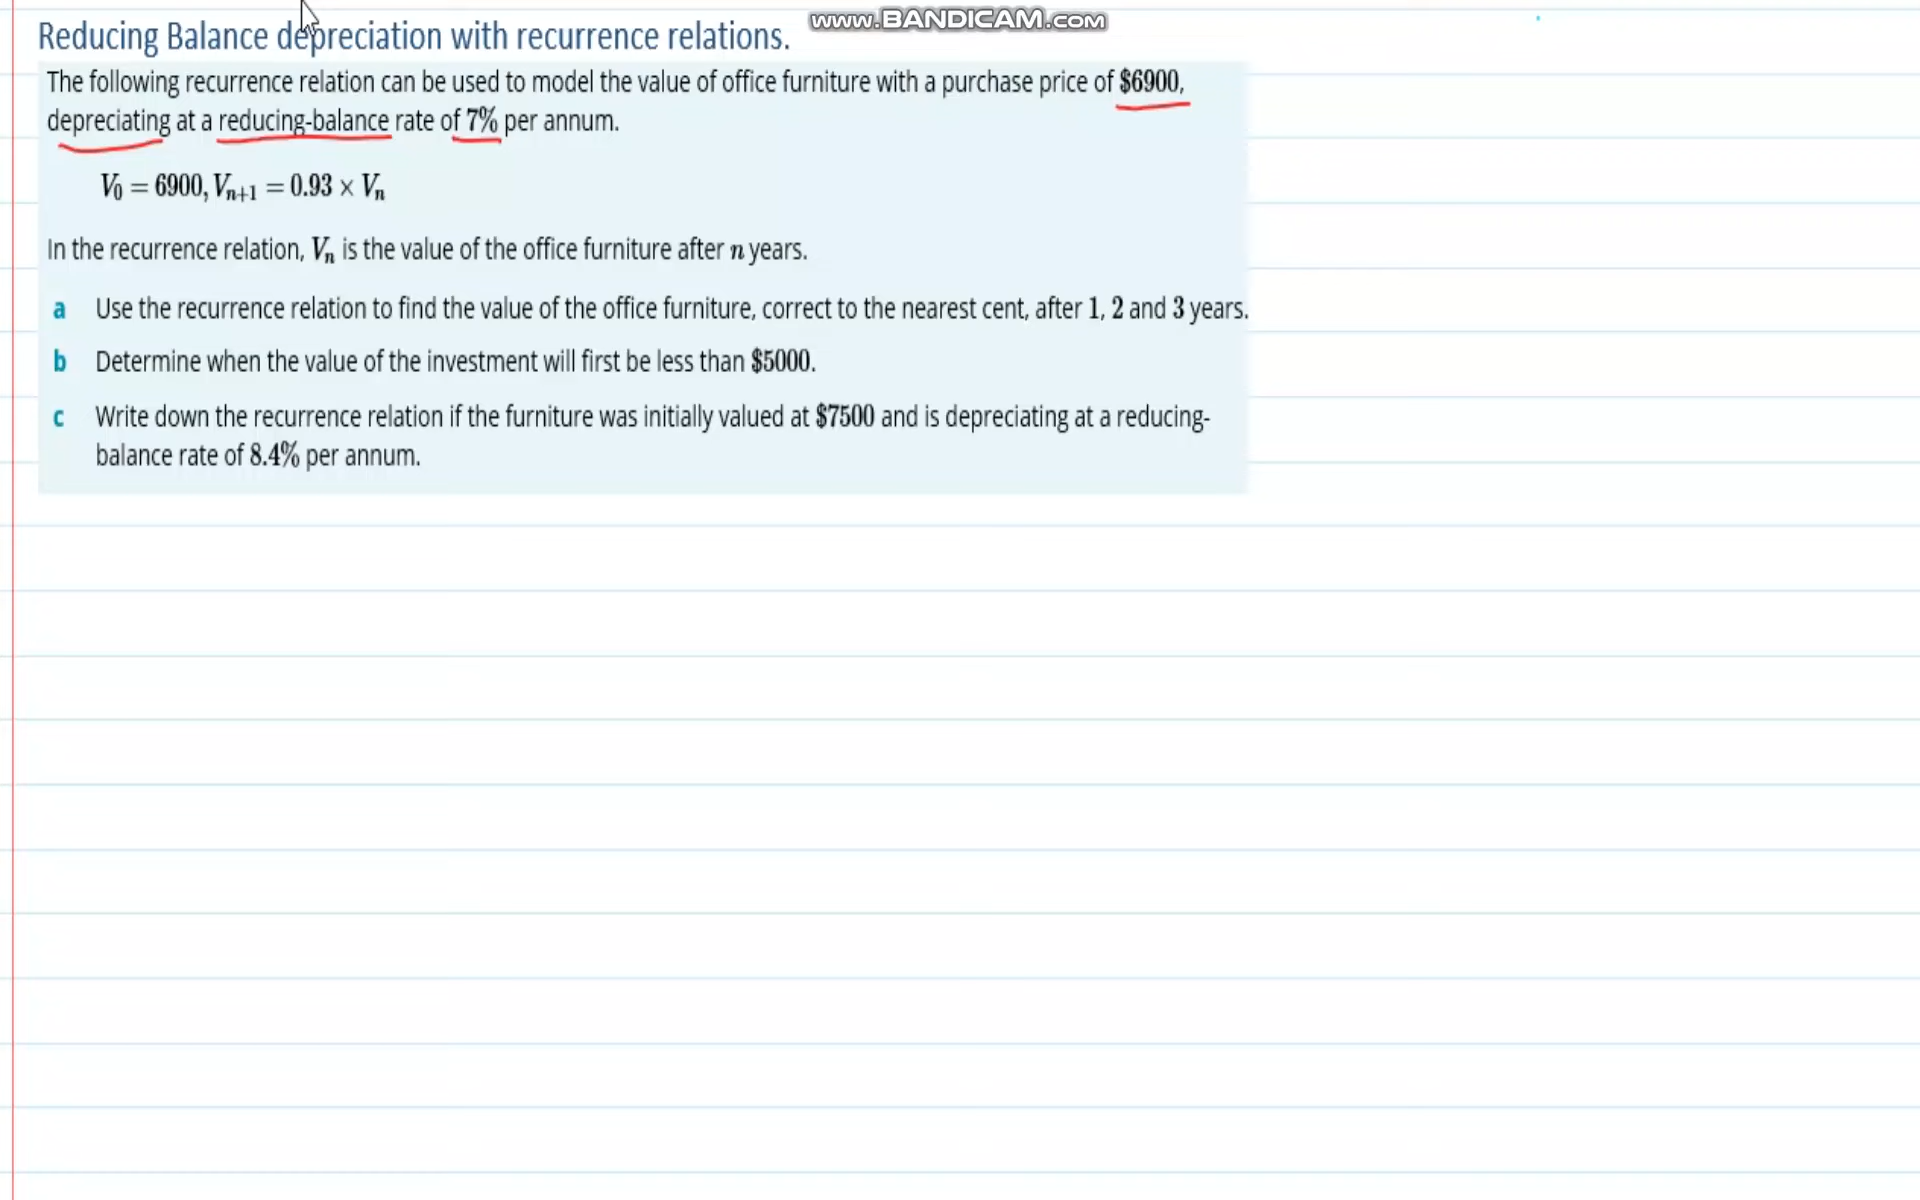 www.BANDICAM.com
Reducing Balance depreciation with recurrence relations.
The following recurrence relation can be used to model the value of office furniture with a purchase price of $6900,
depreciating at a reducing-balance rate of 7% per annum.
V₀ = 6900, Vₙ₊₁ = 0.93 × Vₙ
In the recurrence relation, Vₙ is the value of the office furniture after n years.
a Use the recurrence relation to find the value of the office furniture, correct to the nearest cent, after 1, 2 and 3 years.
b Determine when the value of the investment will first be less than $5000.
c Write down the recurrence relation if the furniture was initially valued at $7500 and is depreciating at a reducing-
balance rate of 8.4% per annum.